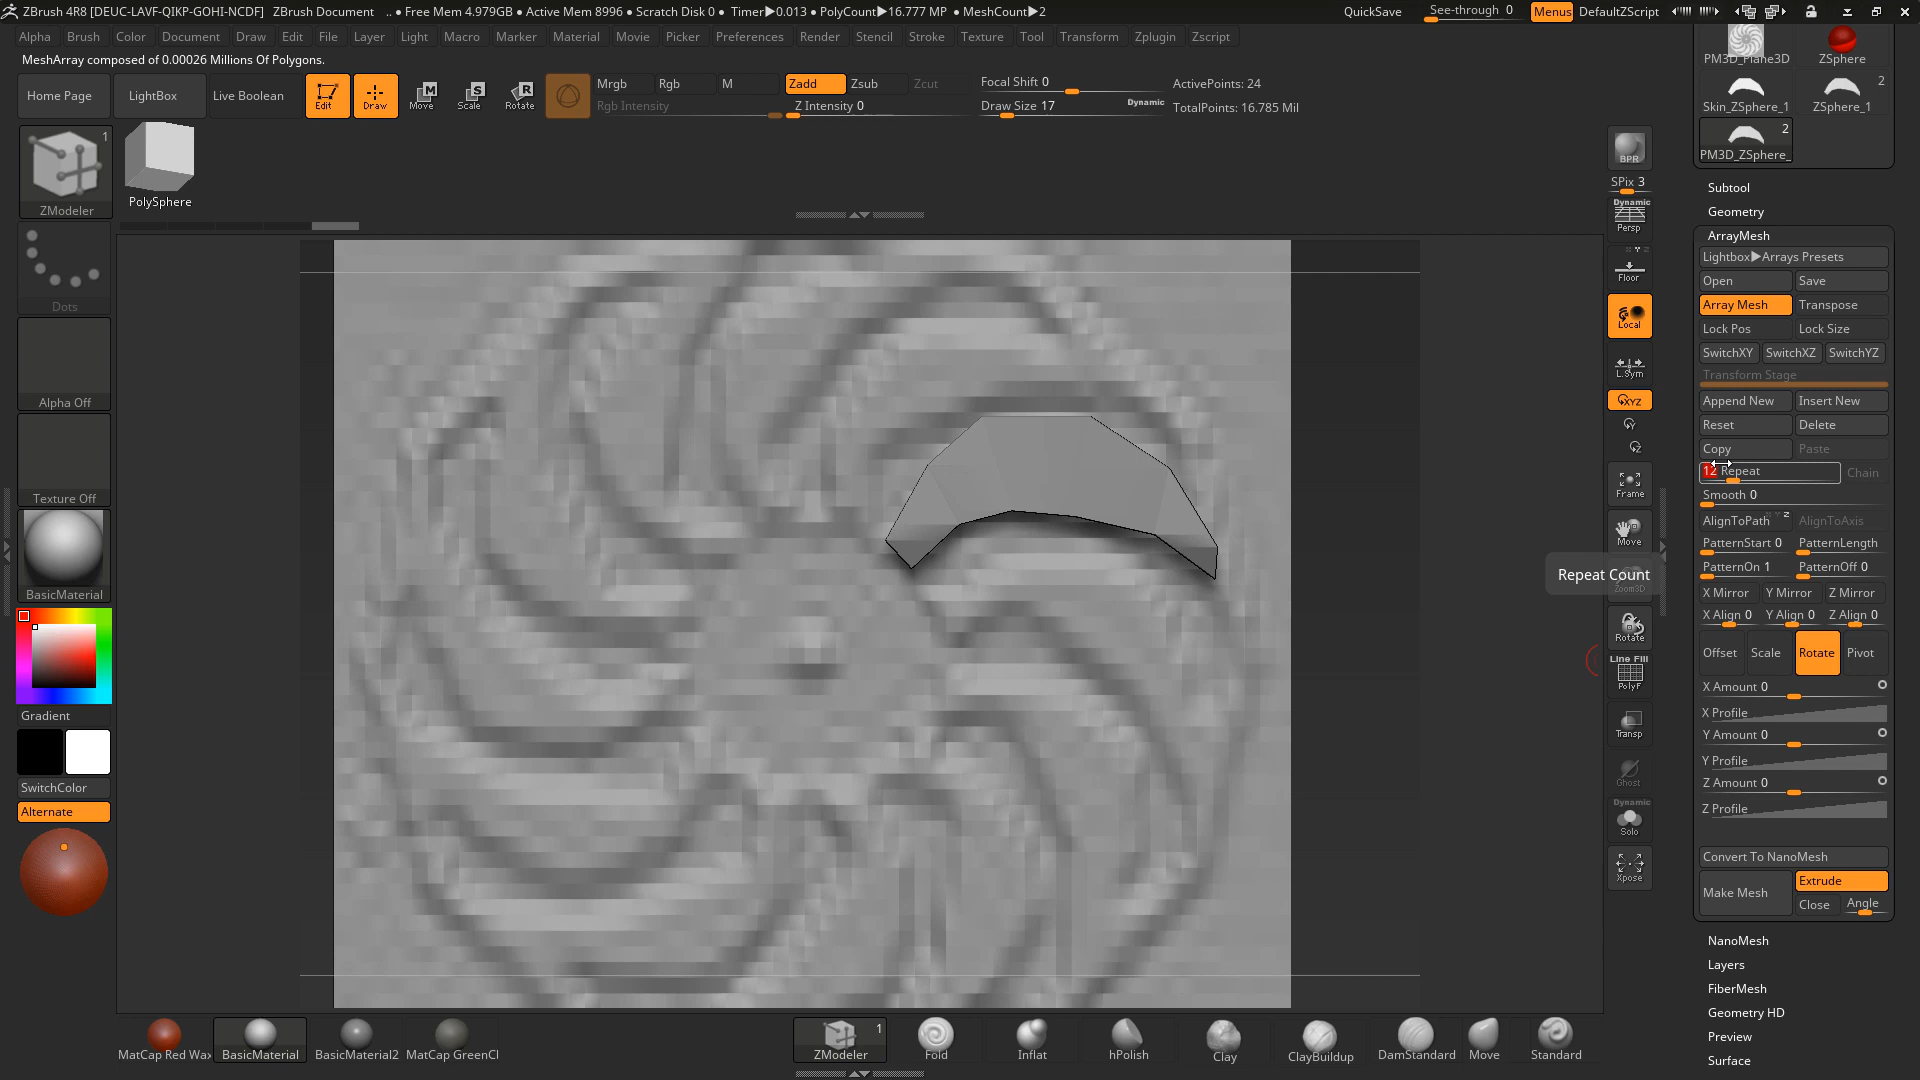 ZBrush 4R8 [DEUC-LAVF-QIKP-GOHI-NCDF] ZBrush Document .. ● Free Mem 4.979GB ● Active Mem 8996 ● Scratch Disk 0 ● Timer▶0.013 ● PolyCount▶16.777 MP ● MeshCount▶2 QuickSave See-through 0 Menus DefaultZScript
Alpha Brush Color Document Draw Edit File Layer Light Macro Marker Material Movie Picker Preferences Render Stencil Stroke Texture Tool Transform Zplugin Zscript
MeshArray composed of 0.00026 Millions Of Polygons.
Home Page LightBox Live Boolean Edit Draw Move Scale Rotate
M S R
Mrgb Rgb M Zadd Zsub Zcut Focal Shift 0 ActivePoints: 24
Rgb Intensity Z Intensity 0 Draw Size 17 Dynamic TotalPoints: 16.785 Mil
1
ZModeler
PolySphere
Dots
Alpha Off
Texture Off
BasicMaterial
Gradient
SwitchColor
Alternate
BPR
SPix 3
Dynamic
Persp
Floor
Local
L.Sym
XYZ
Y
Z
Frame
Move
Zoom3D
Rotate
Line Fill
PolyF
Transp
Ghost
Dynamic
Solo
Xpose
Repeat Count
PM3D_Plane3D ZSphere
2
Skin_ZSphere_1 ZSphere_1
2
PM3D_ZSphere_
Subtool
Geometry
ArrayMesh
Lightbox▶Arrays Presets
Open Save
Array Mesh Transpose
Lock Pos Lock Size
SwitchXY SwitchXZ SwitchYZ
Transform Stage
Append New Insert New
Reset Delete
Copy Paste
12 Repeat Chain
Smooth 0
AlignToPath X Y Z AlignToAxis
PatternStart 0 PatternLength
PatternOn 1 PatternOff 0
X Mirror Y Mirror Z Mirror
X Align 0 Y Align 0 Z Align 0
Offset Scale Rotate Pivot
X Amount 0
X Profile
Y Amount 0
Y Profile
Z Amount 0
Z Profile
Convert To NanoMesh
Make Mesh Extrude
Close Angle
NanoMesh
Layers
FiberMesh
Geometry HD
Preview
Surface
MatCap Red Wax BasicMaterial BasicMaterial2 MatCap GreenCl
1
ZModeler Fold Inflat hPolish Clay ClayBuildup DamStandard Move Standard